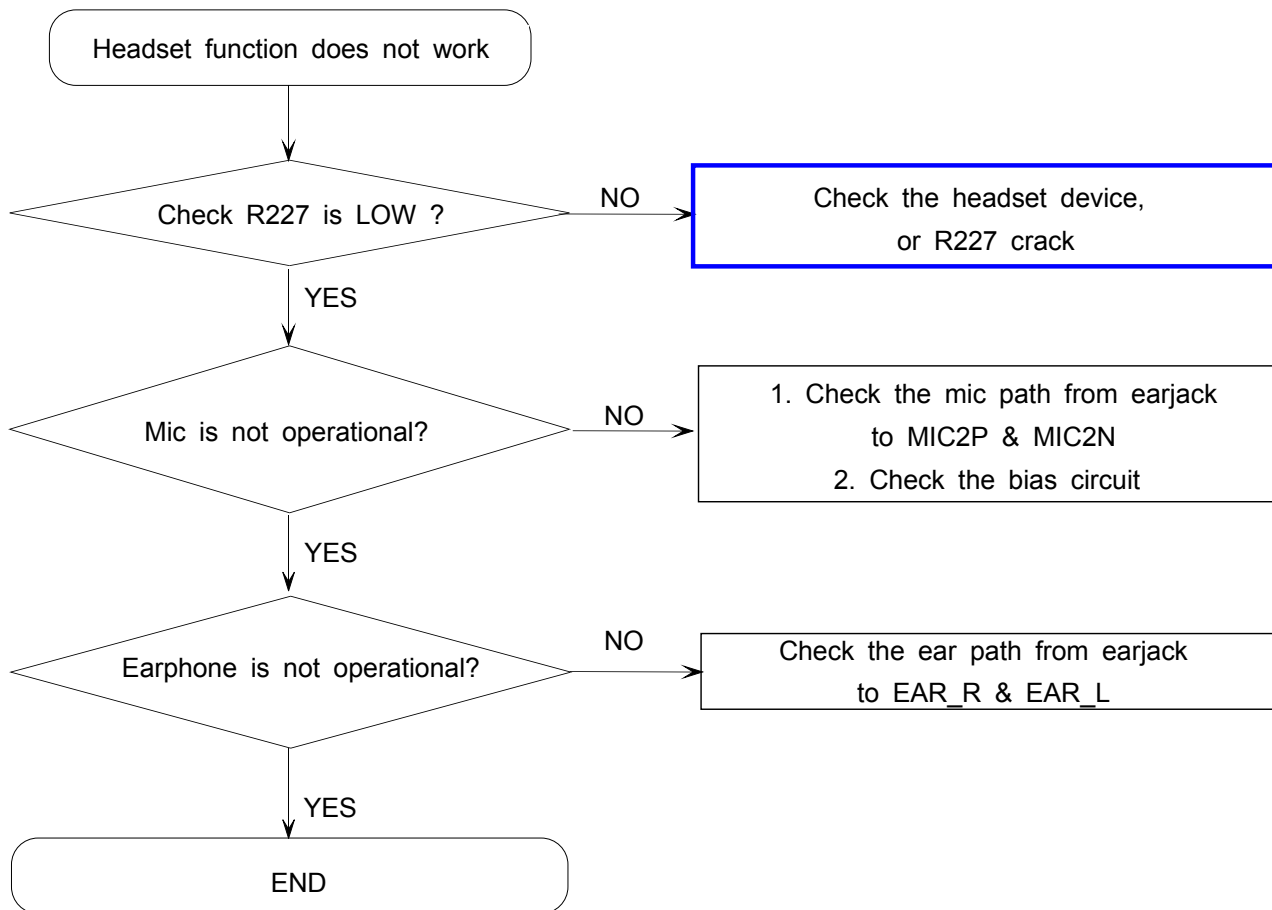 Headset function does not work
Check R227 is LOW ?
NO
Check the headset device,
or R227 crack
YES
Mic is not operational?
NO
1. Check the mic path from earjack
to MIC2P & MIC2N
2. Check the bias circuit
YES
Earphone is not operational?
NO
Check the ear path from earjack
to EAR_R & EAR_L
YES
END